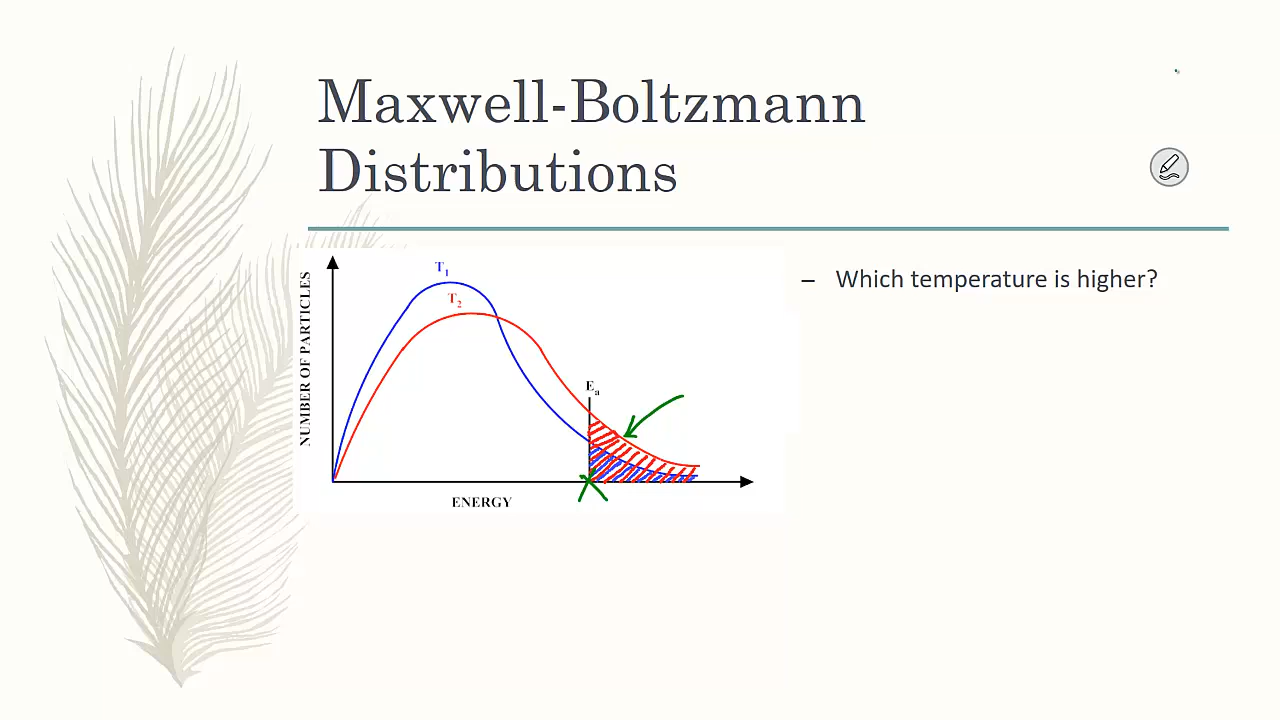 Maxwell-Boltzmann
Distributions
– Which temperature is higher?
NUMBER OF PARTICLES
T₁
T₂
Eₐ
ENERGY